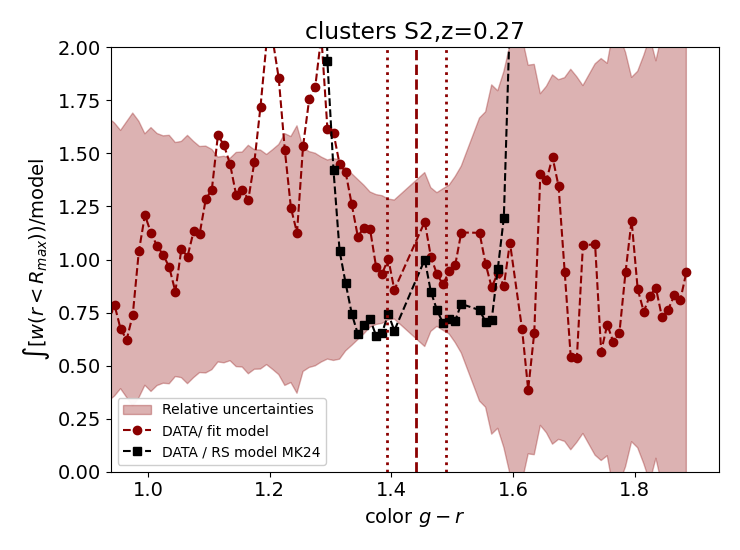 clusters S2,z=0.27
∫[w(r < R_{max}))/model
2.00
1.75
1.50
1.25
1.00
0.75
0.50
0.25
0.00
Relative uncertainties
DATA/ fit model
DATA / RS model MK24
1.0 1.2 1.4 1.6 1.8
color g − r